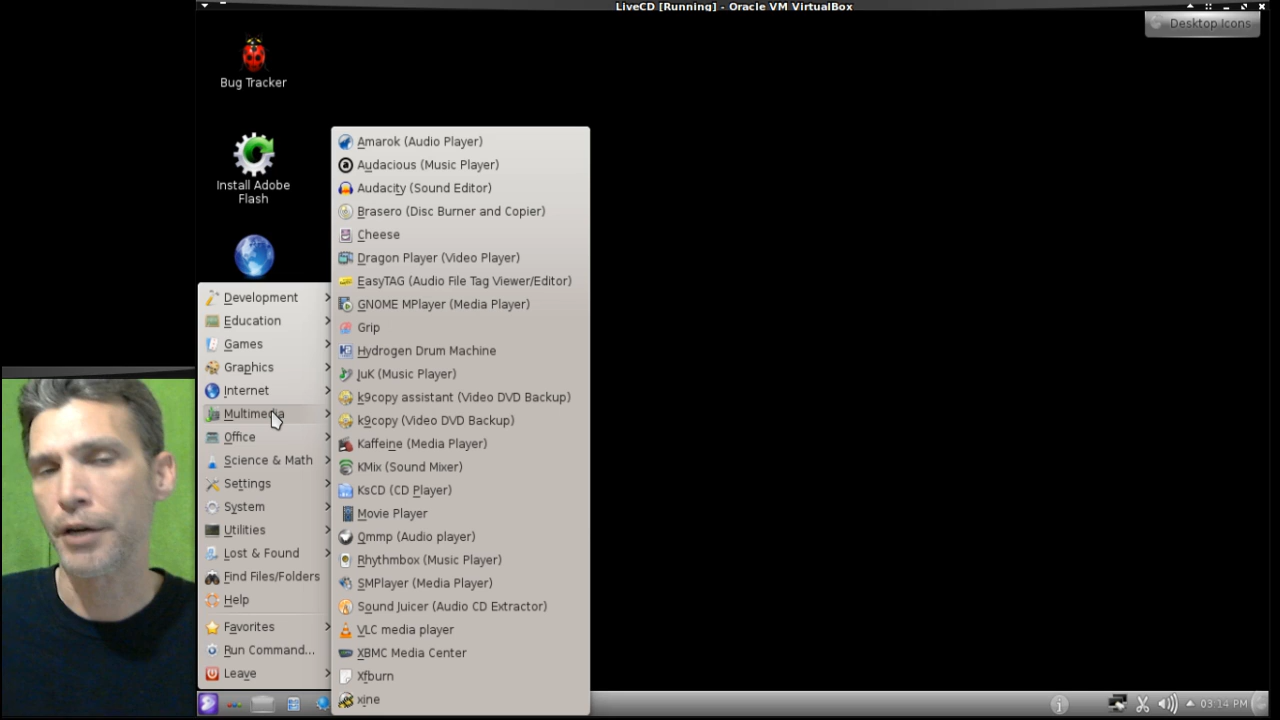 LiveCD [Running] - Oracle VM VirtualBox
Desktop Icons
Bug Tracker
Install Adobe
Flash
Development
Education
Games
Graphics
Internet
Multimedia
Office
Science & Math
Settings
System
Utilities
Lost & Found
Find Files/Folders
Help
Favorites
Run Command...
Leave
Amarok (Audio Player)
Audacious (Music Player)
Audacity (Sound Editor)
Brasero (Disc Burner and Copier)
Cheese
Dragon Player (Video Player)
EasyTAG (Audio File Tag Viewer/Editor)
GNOME MPlayer (Media Player)
Grip
Hydrogen Drum Machine
JuK (Music Player)
k9copy assistant (Video DVD Backup)
k9copy (Video DVD Backup)
Kaffeine (Media Player)
KMix (Sound Mixer)
KsCD (CD Player)
Movie Player
Qmmp (Audio player)
Rhythmbox (Music Player)
SMPlayer (Media Player)
Sound Juicer (Audio CD Extractor)
VLC media player
XBMC Media Center
Xfburn
xine
03:14 PM